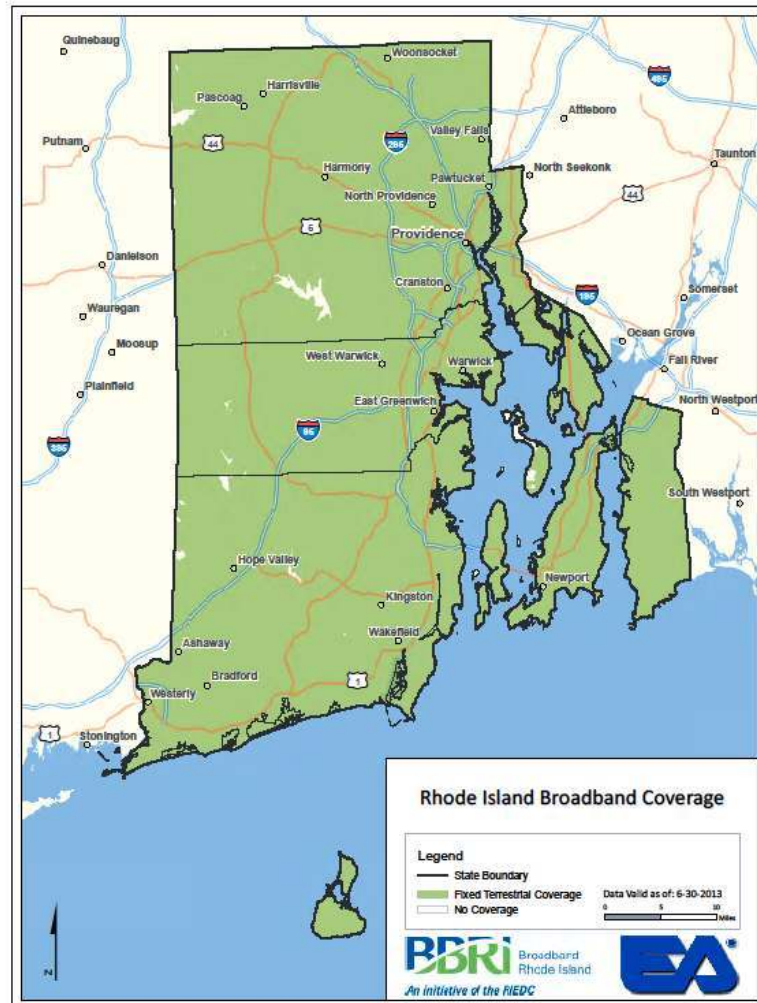 Quinebaug
Woonsocket
495
Harrisville
Pascoag
Attleboro
Putnam
44
295
Valley Falls
Taunton
Harmony
North Seekonk
Pawtucket
44
North Providence
6
Providence
Danielson
Cranston
195
Somerset
Wauregan
Ocean Grove
Moosup
West Warwick
Warwick
Fall River
Plainfield
East Greenwich
North Westport
95
395
South Westport
Hope Valley
Newport
Kingston
Wakefield
Ashaway
Bradford
1
Westerly
1
Stonington
Rhode Island Broadband Coverage
Legend
State Boundary
Fixed Terrestrial Coverage
Data Valid as of: 6-30-2013
No Coverage
0 5 10
Miles
N
BBRI Broadband
Rhode Island
An initiative of the RIEDC
EA